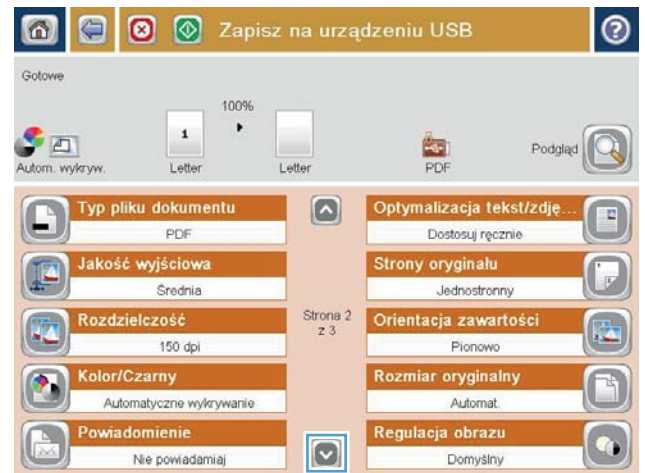 Zapisz na urządzeniu USB
Gotowe
100%
1
Autom. wykryw.
Letter
Letter
PDF
Podgląd
Typ pliku dokumentu
PDF
Jakość wyjściowa
Średnia
Rozdzielczość
150 dpi
Kolor/Czarny
Automatyczne wykrywanie
Powiadomienie
Nie powiadamiaj
Strona 2
z 3
Optymalizacja tekst/zdję...
Dostosuj ręcznie
Strony oryginału
Jednostronny
Orientacja zawartości
Pionowo
Rozmiar oryginalny
Automat.
Regulacja obrazu
Domyślny